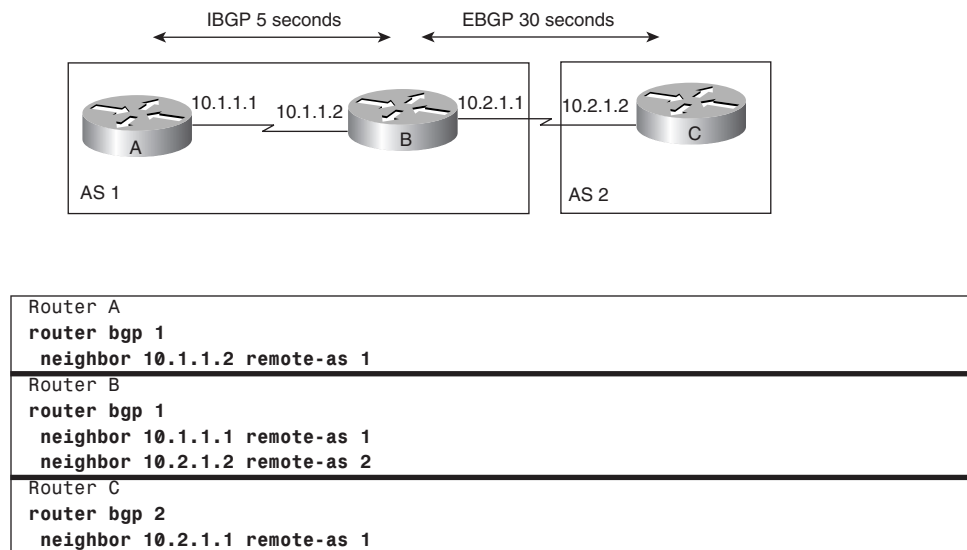 IBGP 5 seconds
EBGP 30 seconds
10.1.1.1
10.1.1.2
10.2.1.1
10.2.1.2
A
B
C
AS 1
AS 2
Router A
router bgp 1
neighbor 10.1.1.2 remote-as 1
Router B
router bgp 1
neighbor 10.1.1.1 remote-as 1
neighbor 10.2.1.2 remote-as 2
Router C
router bgp 2
neighbor 10.2.1.1 remote-as 1